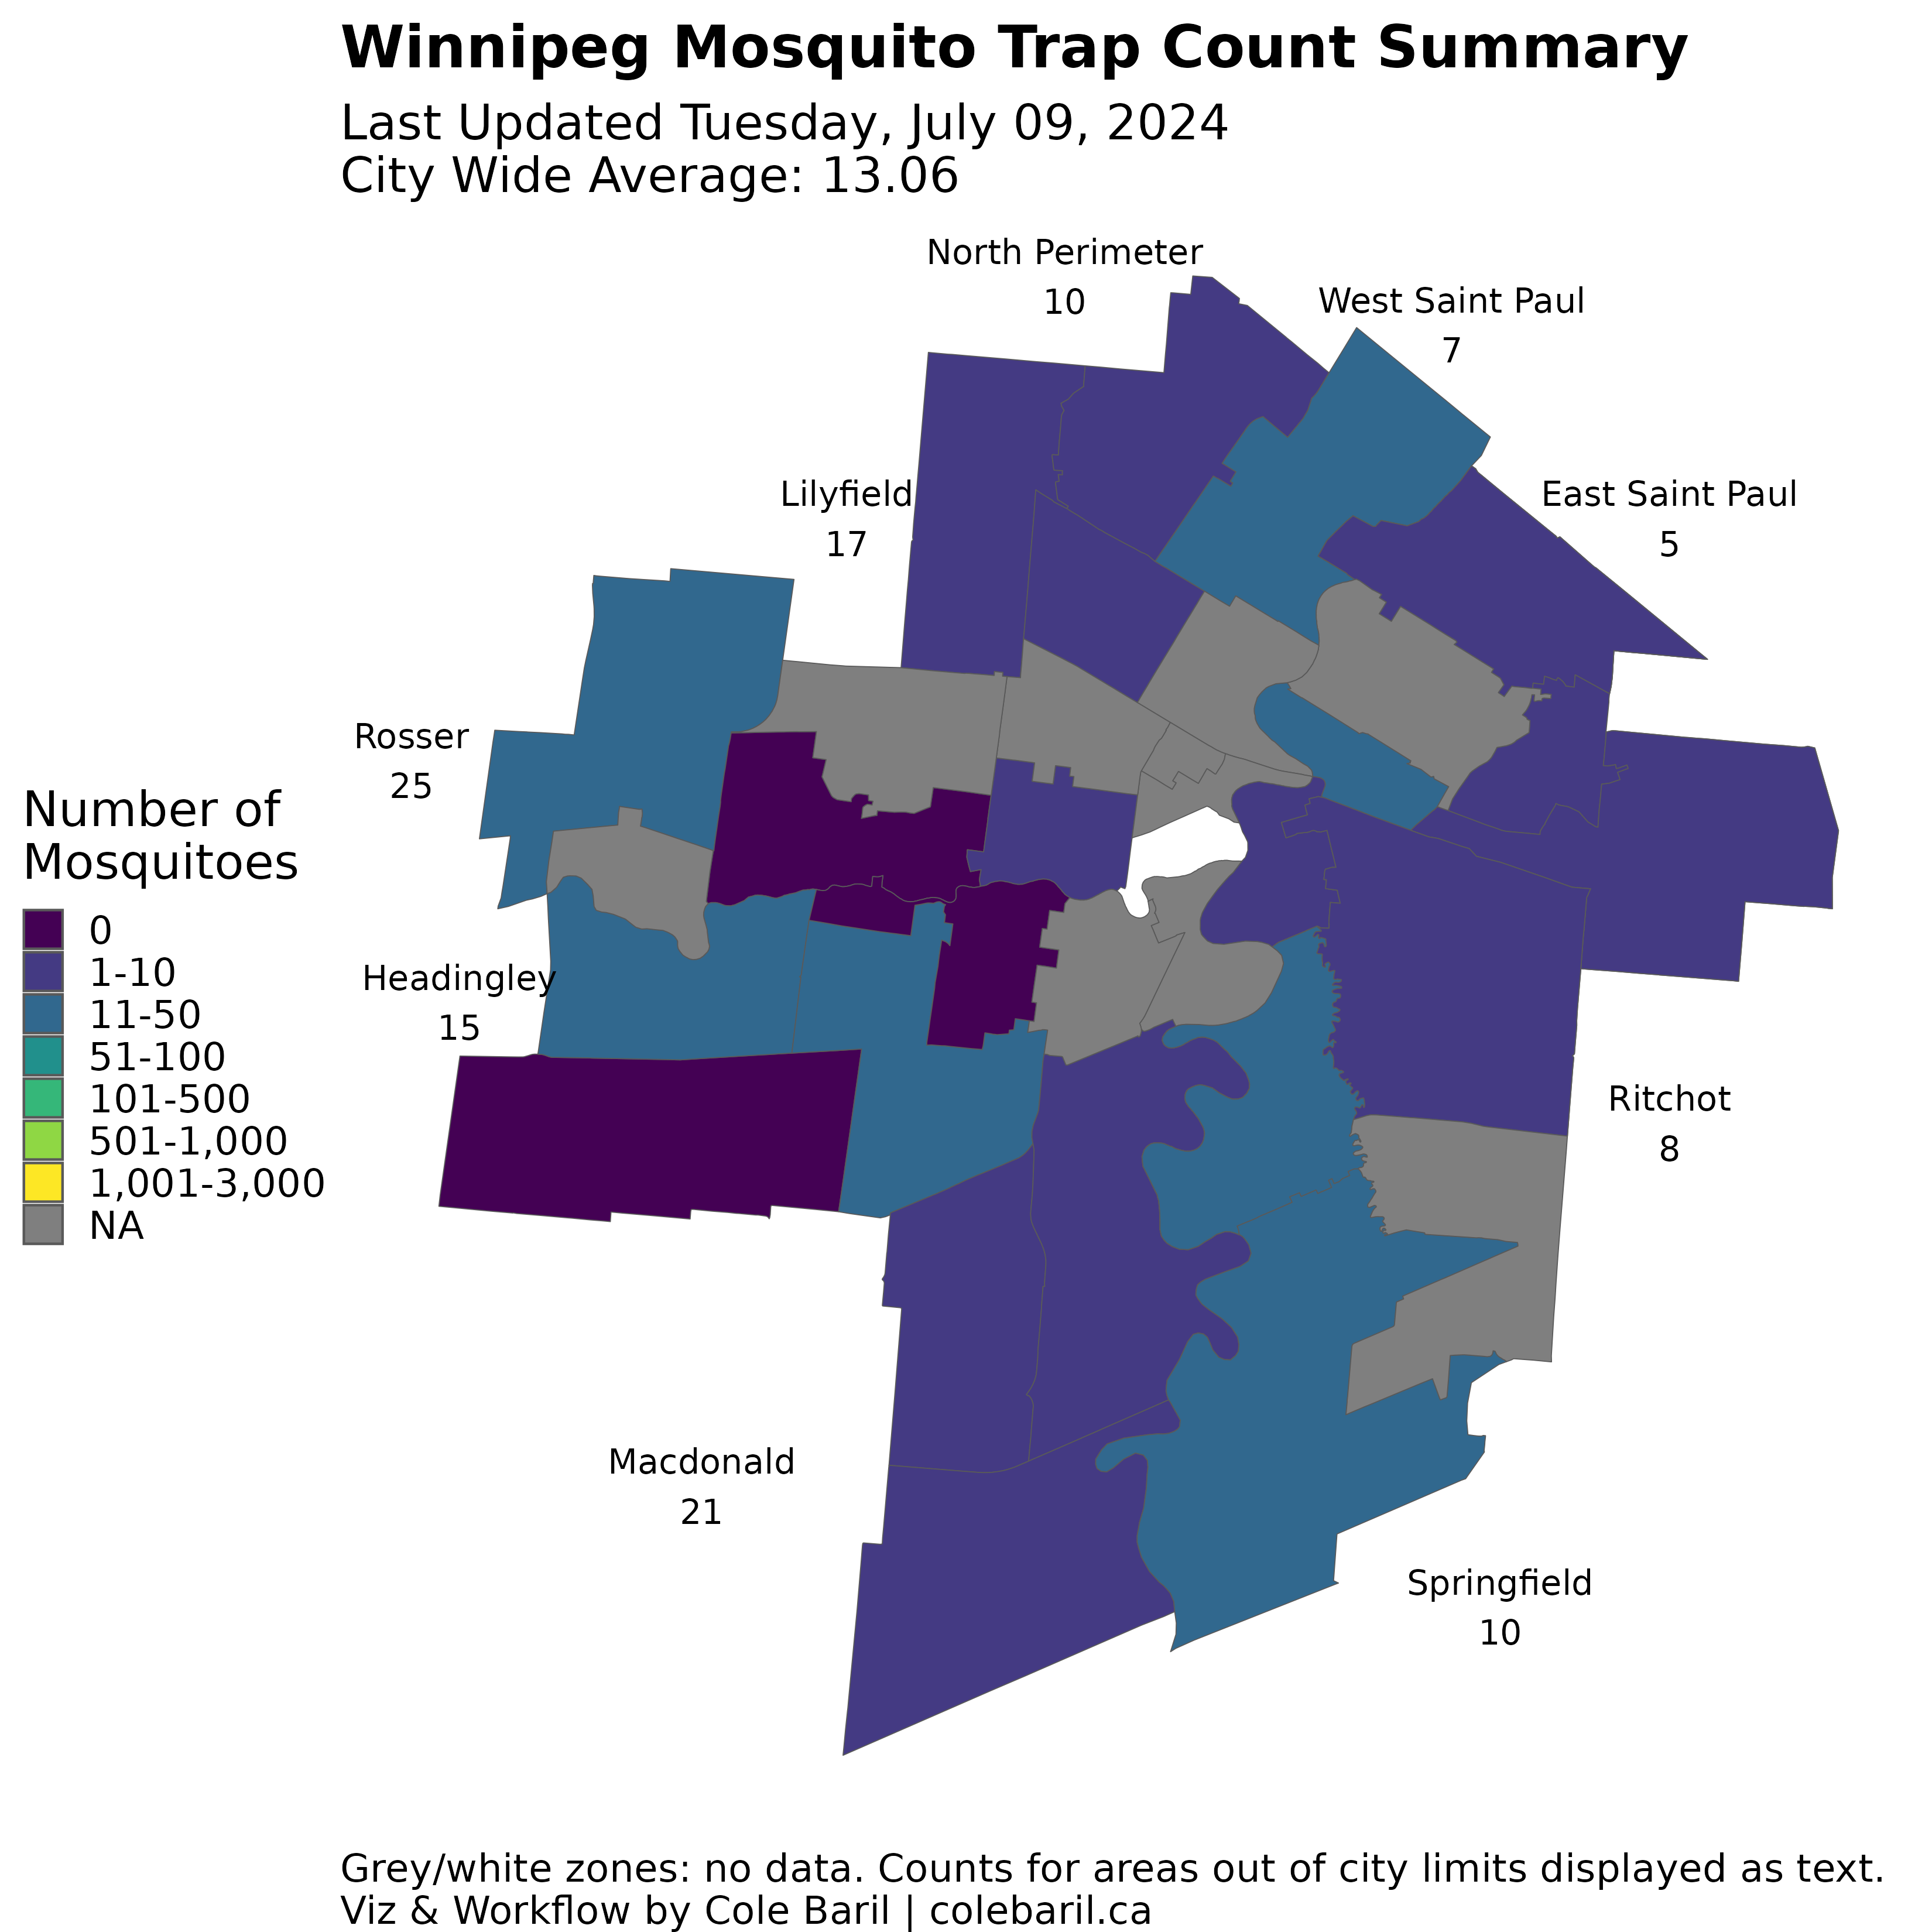 Winnipeg Mosquito Trap Count Summary
Last Updated Tuesday, July 09, 2024
City Wide Average: 13.06
North Perimeter
10
West Saint Paul
7
Lilyfield
17
East Saint Paul
5
Rosser
25
Number of
Mosquitoes
0
1-10
11-50
51-100
101-500
501-1,000
1,001-3,000
NA
Headingley
15
Ritchot
8
Macdonald
21
Springfield
10
Grey/white zones: no data. Counts for areas out of city limits displayed as text.
Viz & Workflow by Cole Baril | colebaril.ca